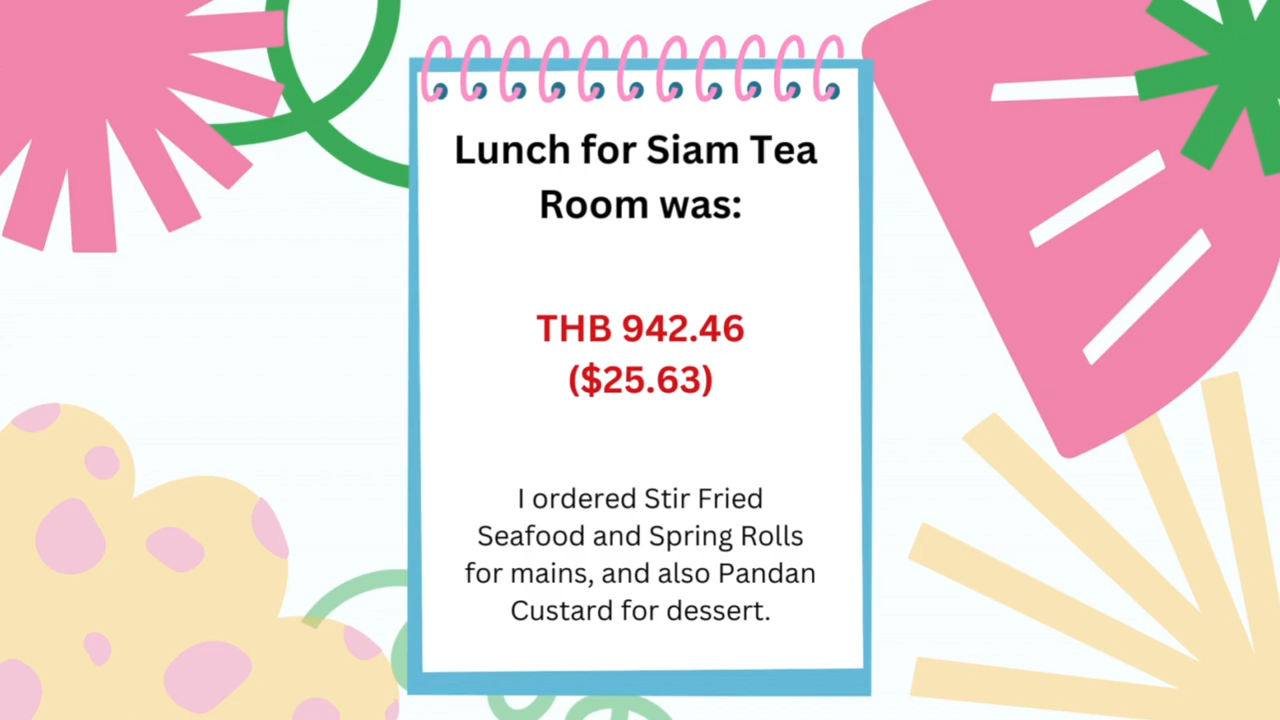 Lunch for Siam Tea
Room was:
THB 942.46
($25.63)
I ordered Stir Fried
Seafood and Spring Rolls
for mains, and also Pandan
Custard for dessert.